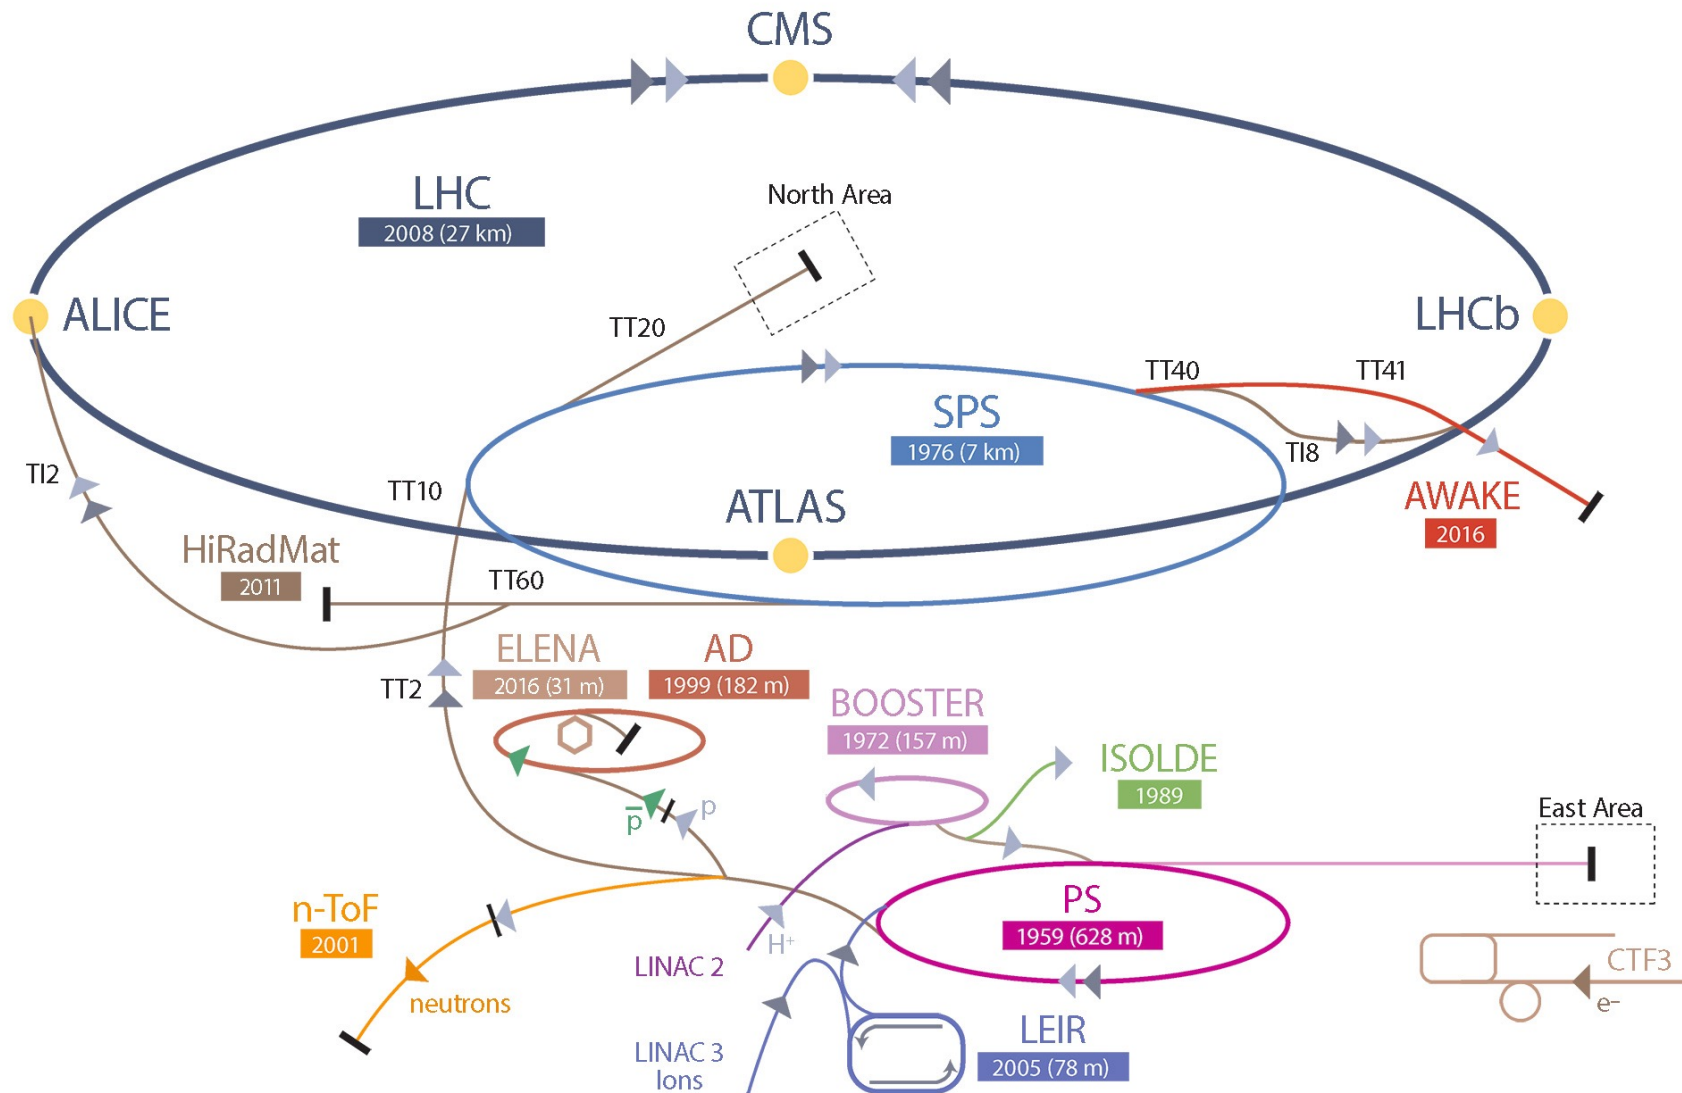 CMS
LHC
2008 (27 km)
North Area
ALICE
LHCb
TT20
TT40
TT41
SPS
1976 (7 km)
TI8
TI2
TT10
ATLAS
AWAKE
2016
HiRadMat
2011
TT60
ELENA
2016 (31 m)
AD
1999 (182 m)
TT2
BOOSTER
1972 (157 m)
ISOLDE
1989
p̅
p
East Area
n-ToF
2001
PS
1959 (628 m)
H⁺
LINAC 2
neutrons
CTF3
e⁻
LEIR
2005 (78 m)
LINAC 3
Ions